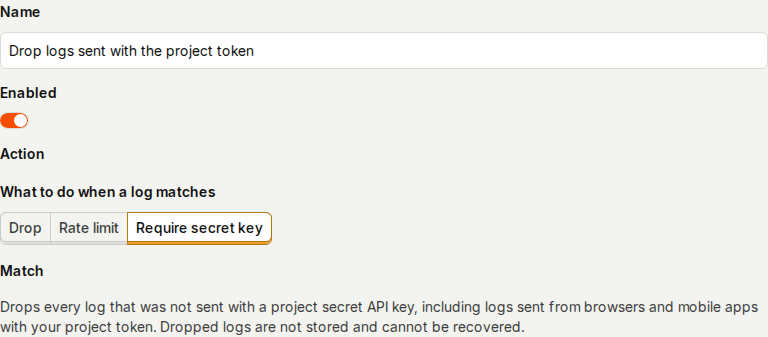 Name
Drop logs sent with the project token
Enabled
Action
What to do when a log matches
Drop Rate limit Require secret key
Match
Drops every log that was not sent with a project secret API key, including logs sent from browsers and mobile apps
with your project token. Dropped logs are not stored and cannot be recovered.